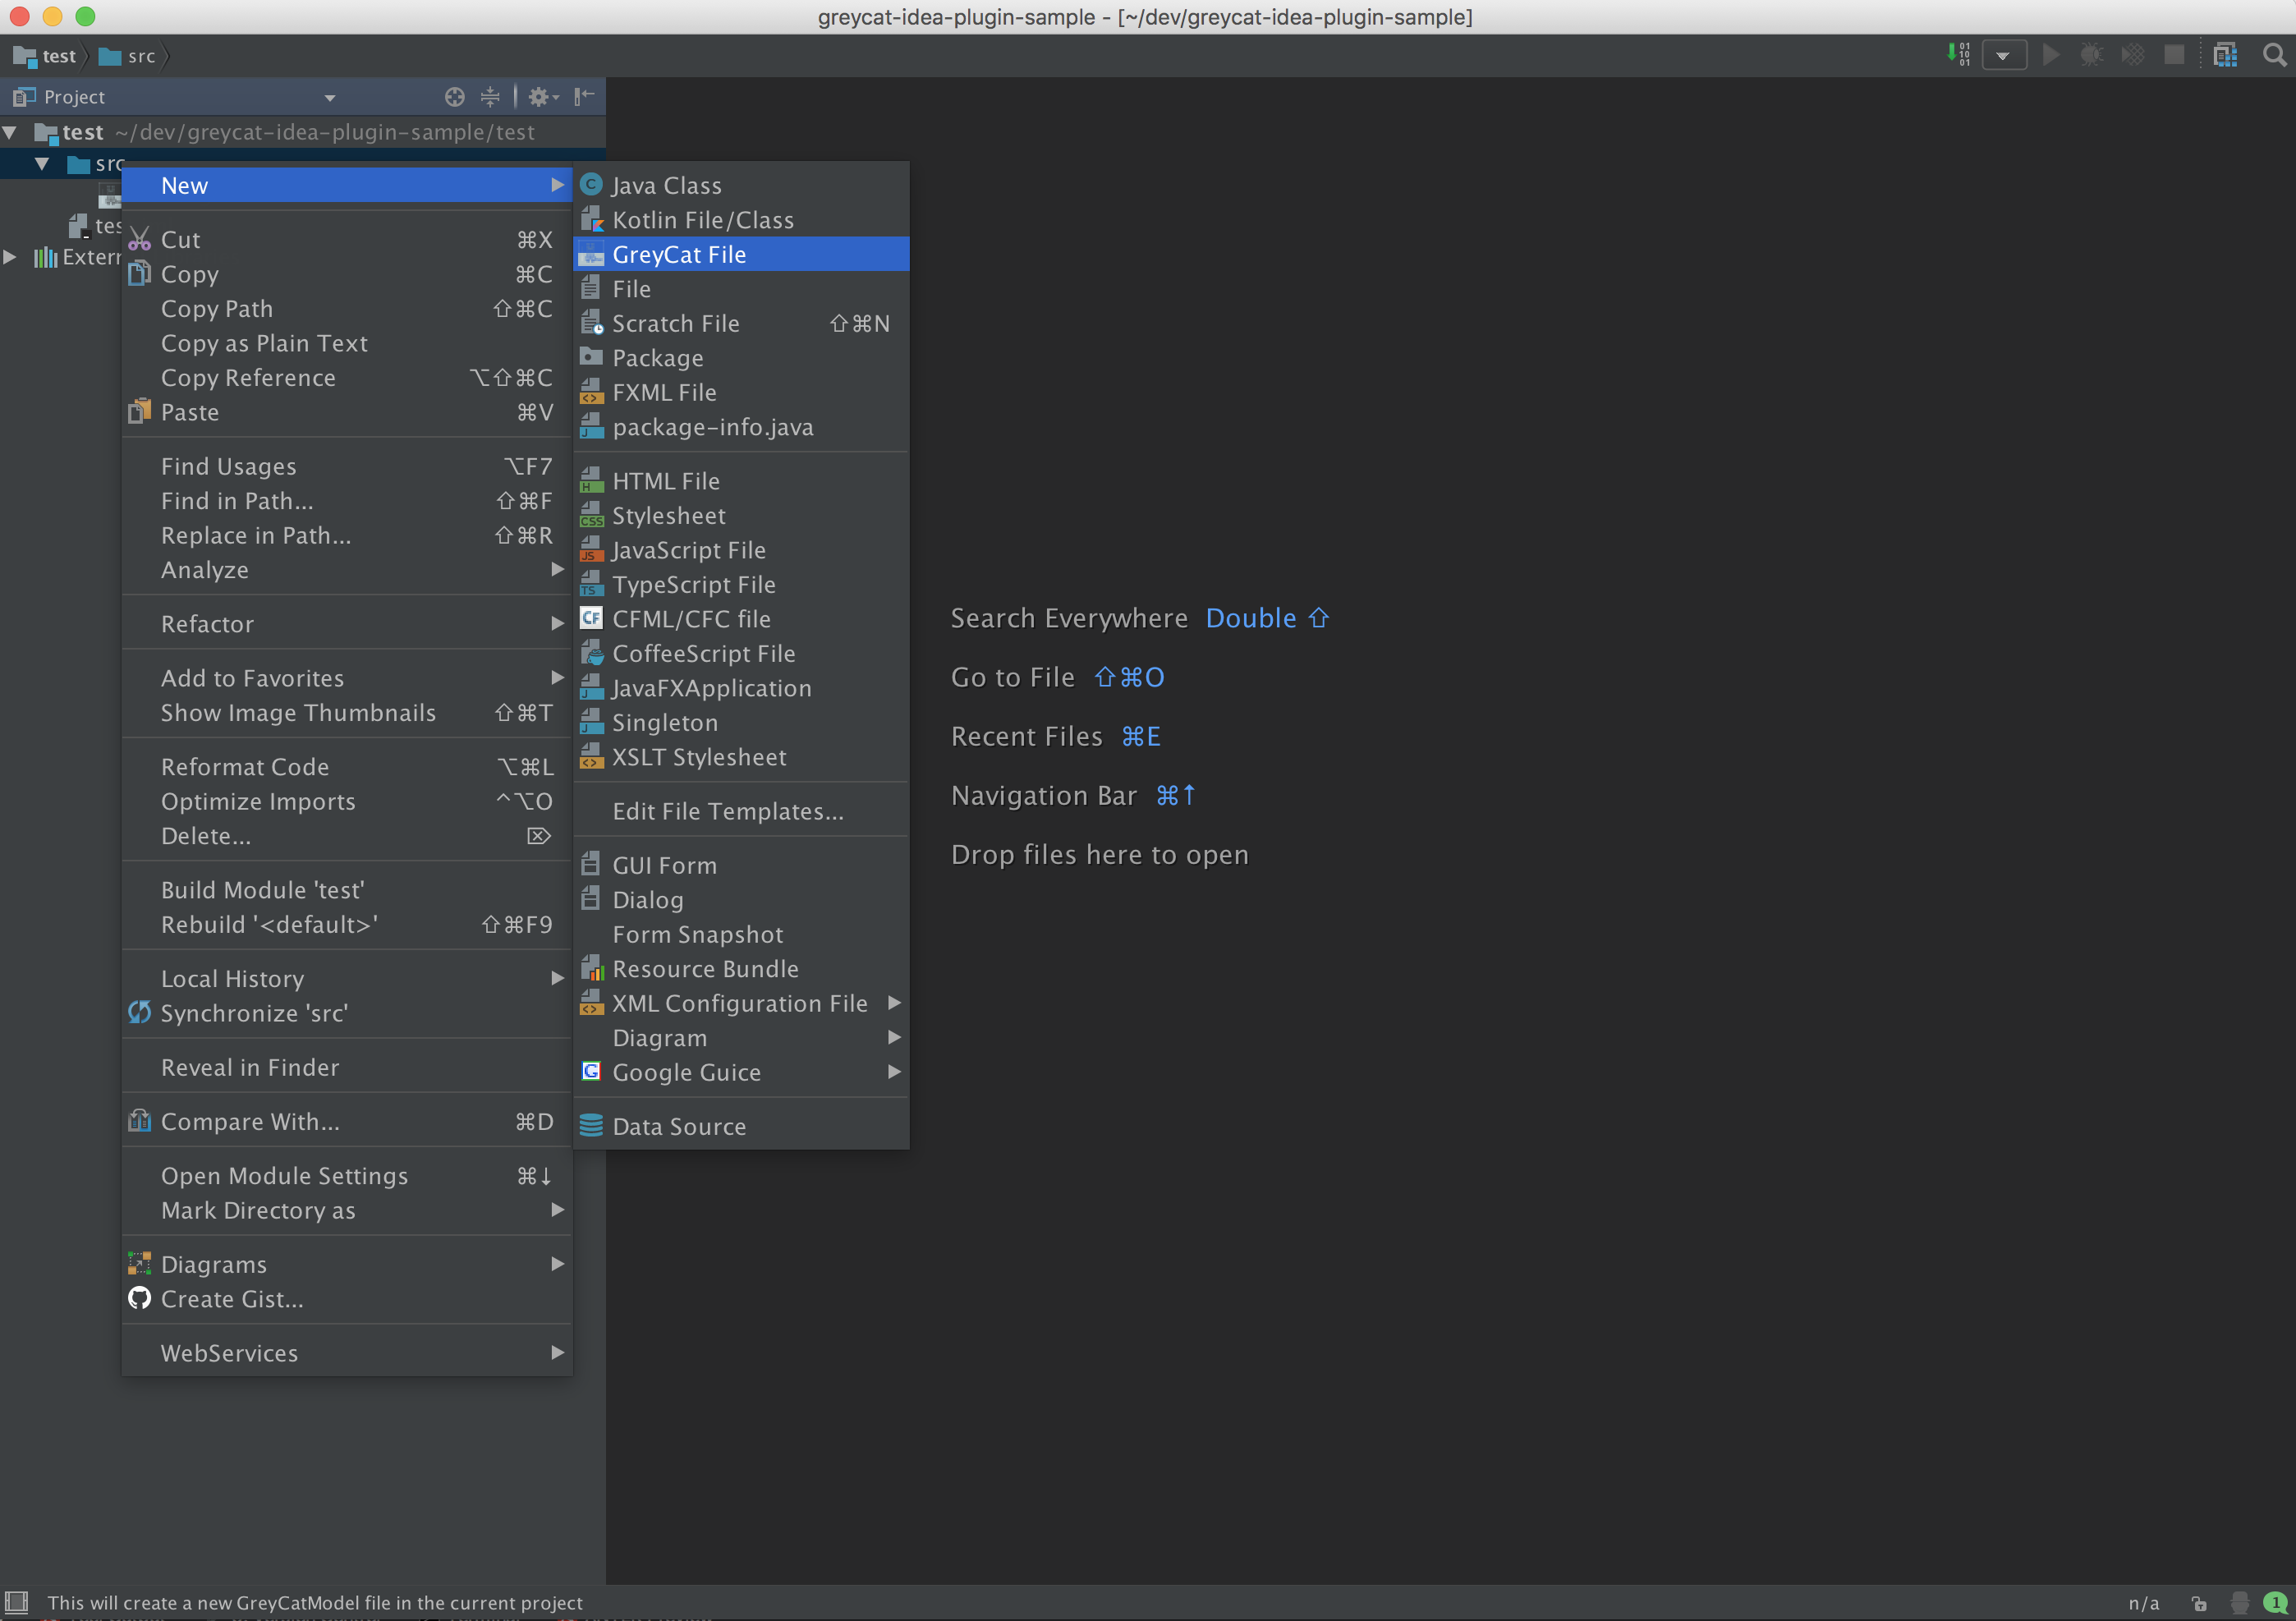 greycat-idea-plugin-sample - [~/dev/greycat-idea-plugin-sample]
test src
Project
test ~/dev/greycat-idea-plugin-sample/test
src
New
Cut ⌘X
Copy ⌘C
Copy Path ⇧⌘C
Copy as Plain Text
Copy Reference ⌥⇧⌘C
Paste ⌘V
Find Usages ⌥F7
Find in Path... ⇧⌘F
Replace in Path... ⇧⌘R
Analyze
Refactor
Add to Favorites
Show Image Thumbnails ⇧⌘T
Reformat Code ⌥⌘L
Optimize Imports ^⌥O
Delete... ⌦
Build Module 'test'
Rebuild '<default>' ⇧⌘F9
Local History
Synchronize 'src'
Reveal in Finder
Compare With... ⌘D
Open Module Settings ⌘↓
Mark Directory as
Diagrams
Create Gist...
WebServices
Java Class
Kotlin File/Class
GreyCat File
File
Scratch File ⇧⌘N
Package
FXML File
package-info.java
HTML File
Stylesheet
JavaScript File
TypeScript File
CFML/CFC file
CoffeeScript File
JavaFXApplication
Singleton
XSLT Stylesheet
Edit File Templates...
GUI Form
Dialog
Form Snapshot
Resource Bundle
XML Configuration File
Diagram
Google Guice
Data Source
Search Everywhere Double ⇧
Go to File ⇧⌘O
Recent Files ⌘E
Navigation Bar ⌘↑
Drop files here to open
This will create a new GreyCatModel file in the current project
n/a
1